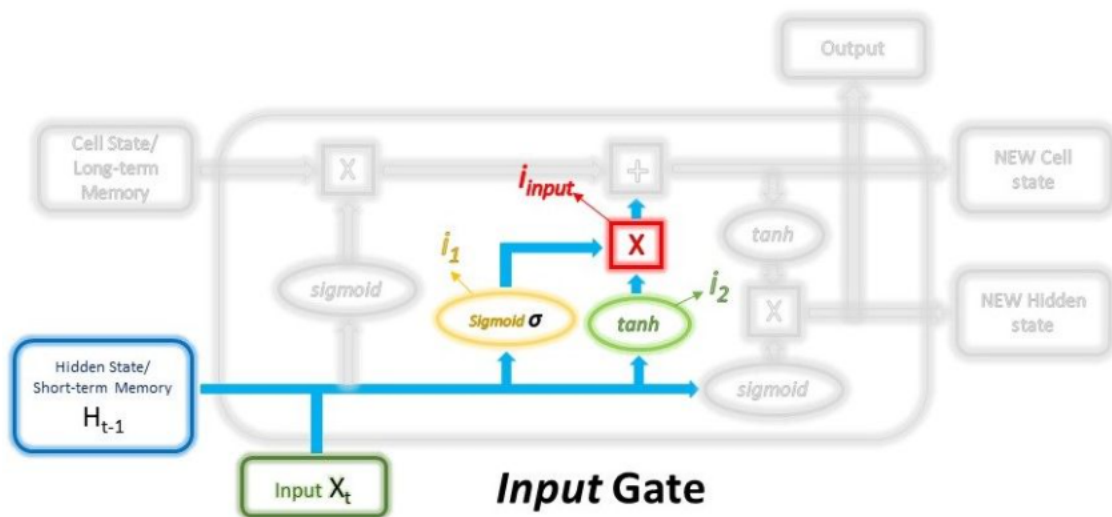 Output
Cell State/
Long-term
Memory
X
+
NEW Cell
state
i_input
tanh
i_1
X
i_2
sigmoid
Sigmoid σ
tanh
X
NEW Hidden
state
Hidden State/
Short-term Memory
H_t-1
sigmoid
Input X_t
Input Gate